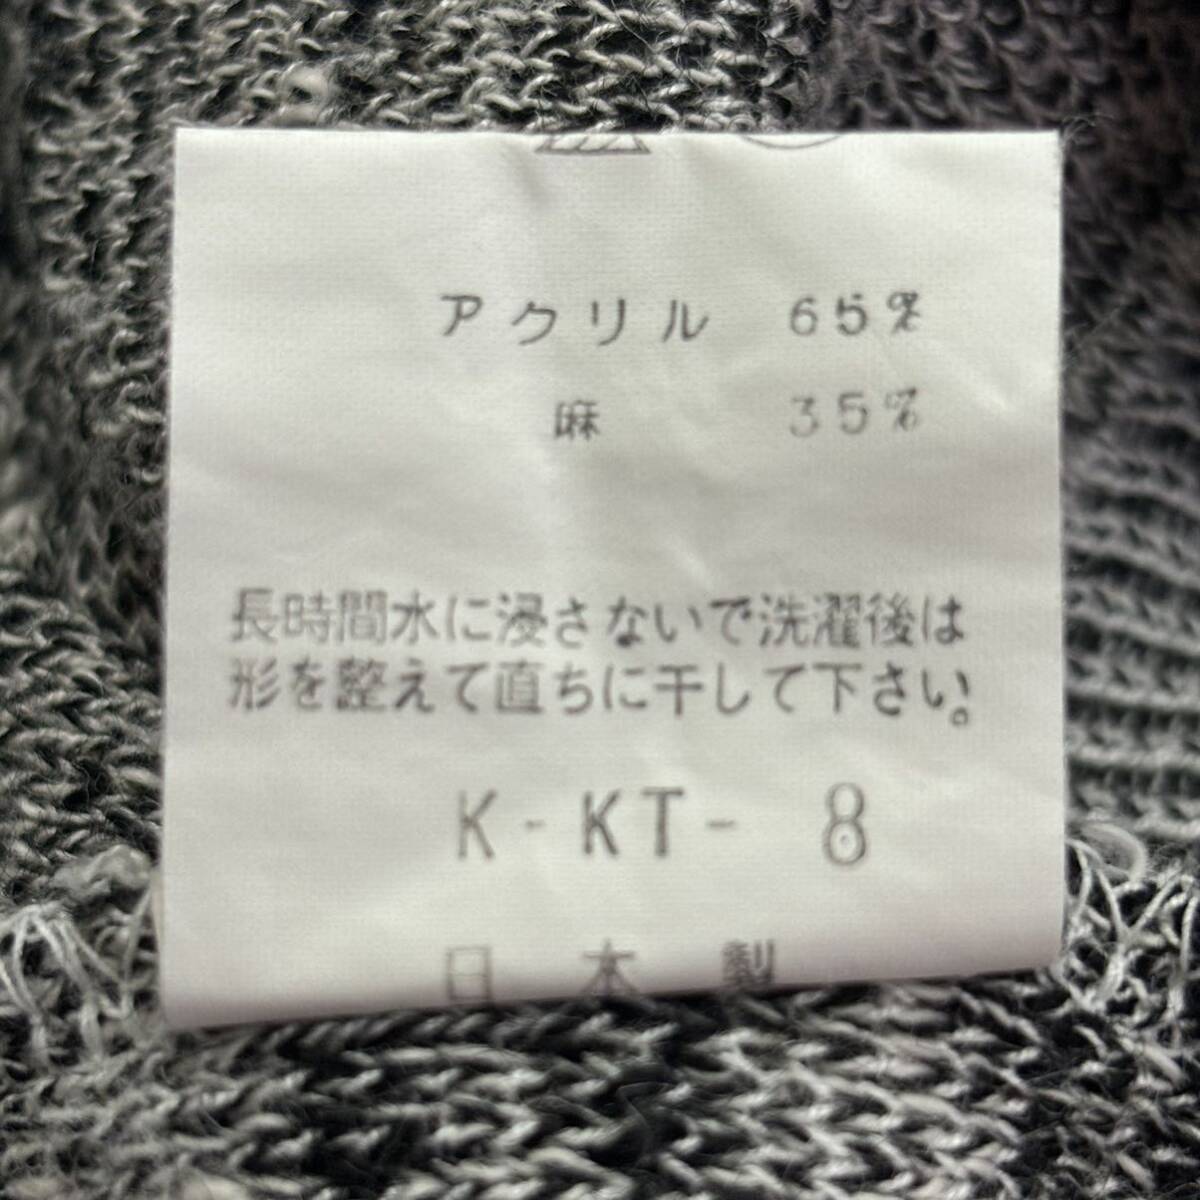 アクリル 65%
麻 35%
長時間水に浸さないで洗濯後は
形を整えて直ちに干して下さい。
K-KT- 8
日本製